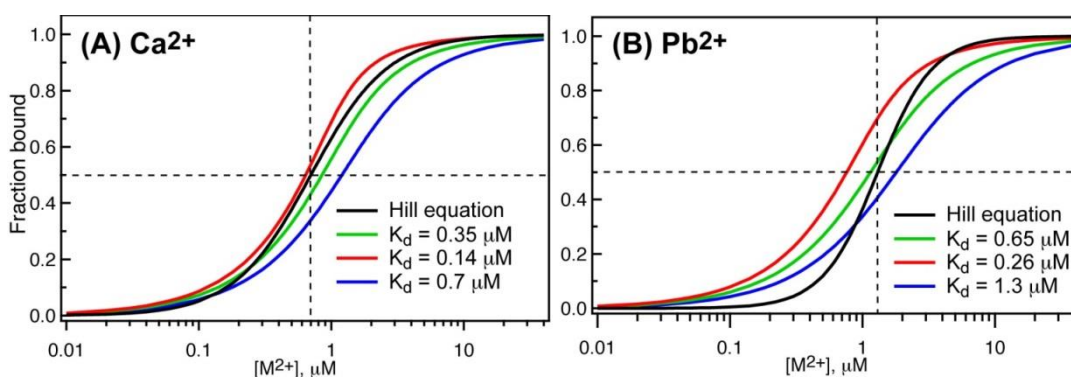 (A) Ca2+
Fraction bound
1.0
0.8
0.6
0.4
0.2
0.0
Hill equation
Kd = 0.35 μM
Kd = 0.14 μM
Kd = 0.7 μM
0.01 0.1 1 10
[M2+], μM
(B) Pb2+
1.0
0.8
0.6
0.4
0.2
0.0
Hill equation
Kd = 0.65 μM
Kd = 0.26 μM
Kd = 1.3 μM
0.01 0.1 1 10
[M2+], μM